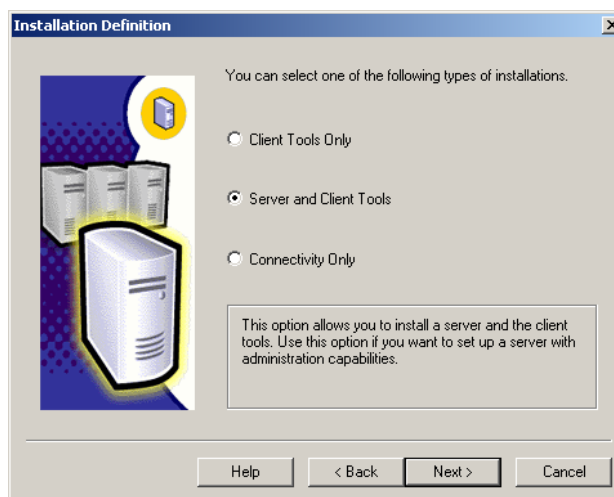 Installation Definition
You can select one of the following types of installations.
Client Tools Only
Server and Client Tools
Connectivity Only
This option allows you to install a server and the client
tools. Use this option if you want to set up a server with
administration capabilities.
Help
< Back
Next >
Cancel